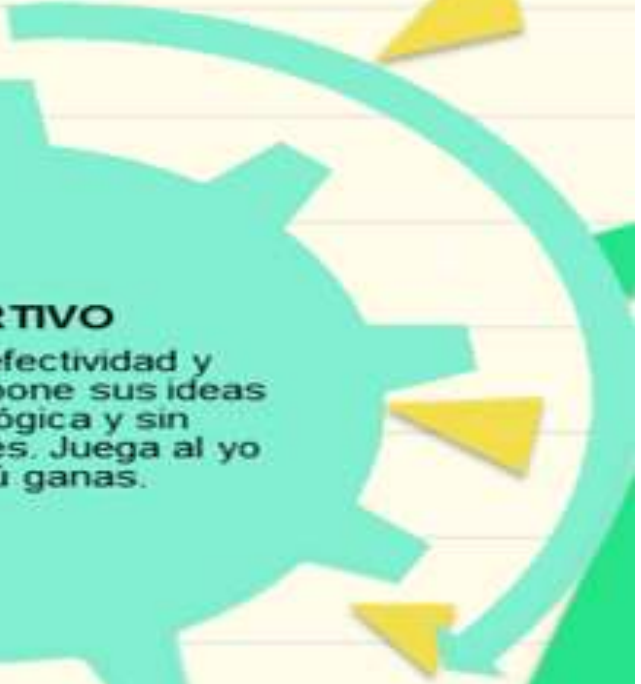 RTIVO
efectividad y
pone sus ideas
ógica y sin
es. Juega al yo
ú ganas.